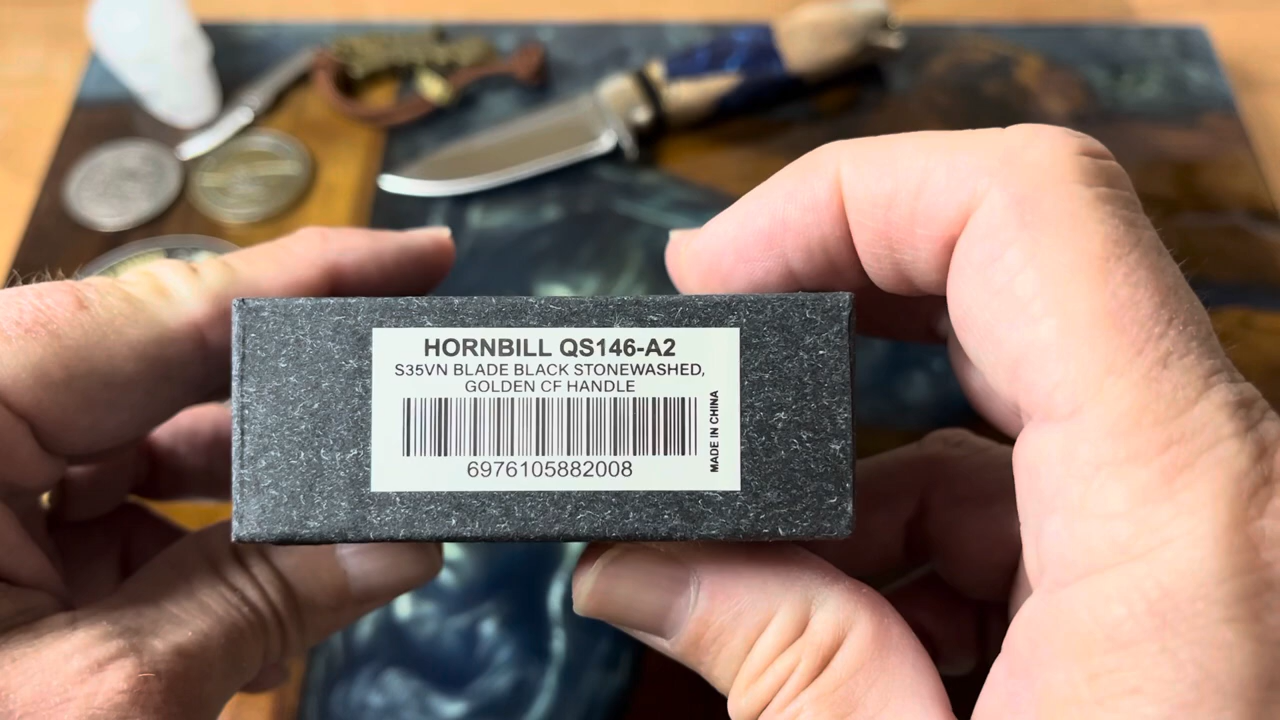 HORNBILL QS146-A2
S35VN BLADE BLACK STONEWASHED,
GOLDEN CF HANDLE
6976105882008
MADE IN CHINA